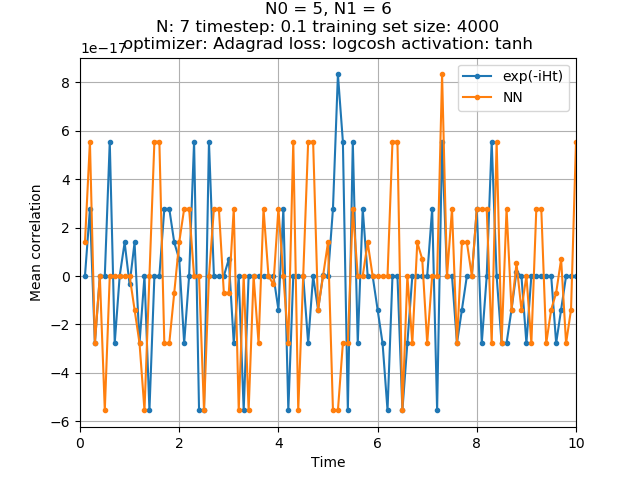 N0 = 5, N1 = 6
N: 7 timestep: 0.1 training set size: 4000
optimizer: Adagrad loss: logcosh activation: tanh
1e−17
exp(-iHt)
NN
8
6
4
2
0
−2
−4
−6
Mean correlation
0 2 4 6 8 10
Time